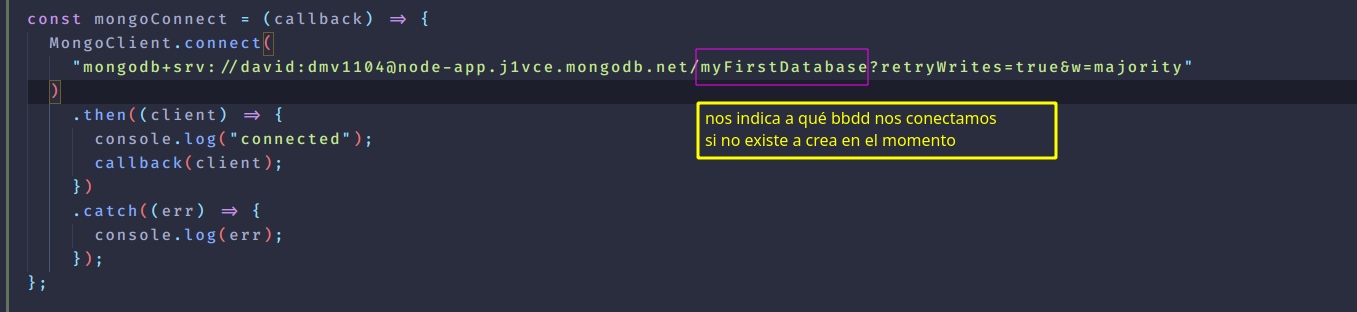 const mongoConnect = (callback) => {
MongoClient.connect(
"mongodb+srv://david:dmv1104@node-app.j1vce.mongodb.net/myFirstDatabase?retryWrites=true&w=majority"
)
.then((client) => {
console.log("connected");
callback(client);
})
.catch((err) => {
console.log(err);
});
};
nos indica a qué bbdd nos conectamos
si no existe a crea en el momento